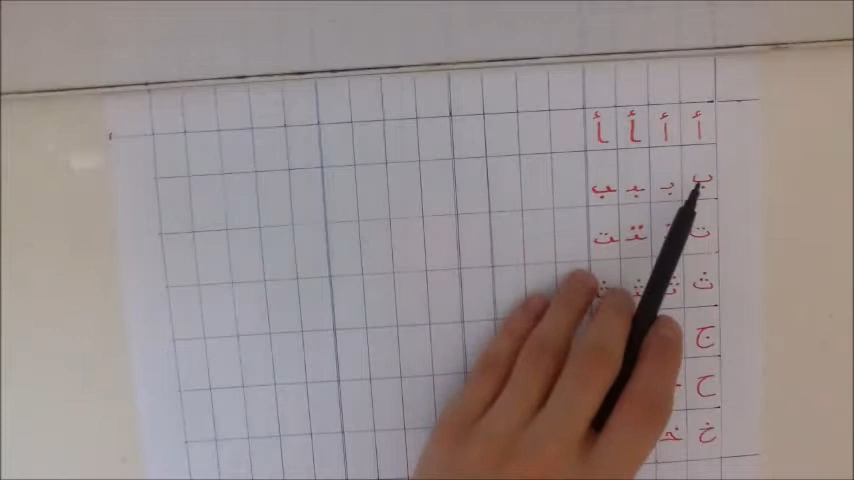 أ أ ﺄ ﺄ
ب بـ ـبـ ـب
ت ـتـ ـت
ث
ج
ح
خ خـ